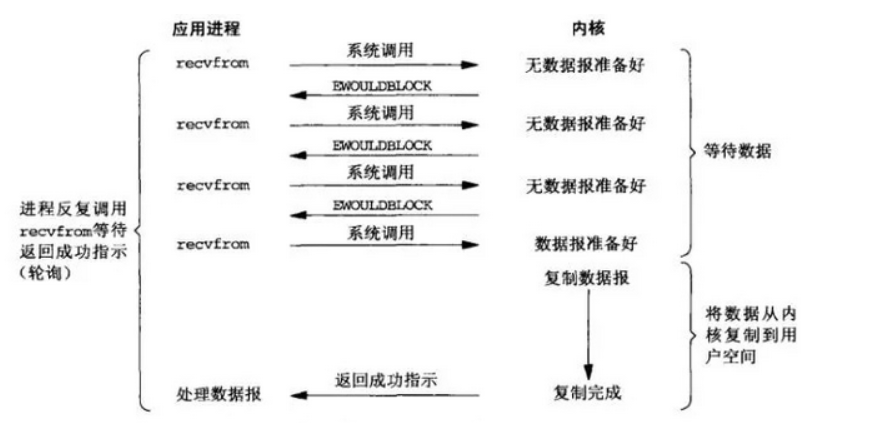 应用进程 内核
recvfrom 系统调用 无数据报准备好
EWOULDBLOCK
recvfrom 系统调用 无数据报准备好
EWOULDBLOCK
recvfrom 系统调用 无数据报准备好
EWOULDBLOCK
recvfrom 系统调用 数据报准备好
等待数据
进程反复调用
recvfrom等待
返回成功指示
(轮询)
复制数据报
将数据从内
核复制到用
户空间
处理数据报 返回成功指示 复制完成